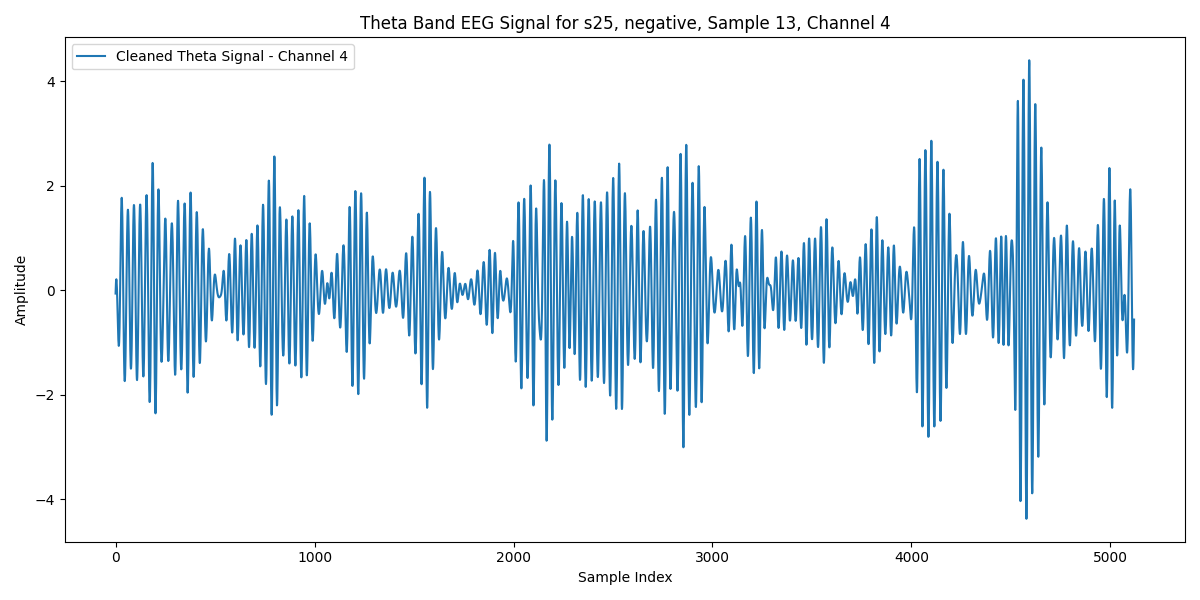 Theta Band EEG Signal for s25, negative, Sample 13, Channel 4
Cleaned Theta Signal - Channel 4
Amplitude
4
2
0
−2
−4
0 1000 2000 3000 4000 5000
Sample Index